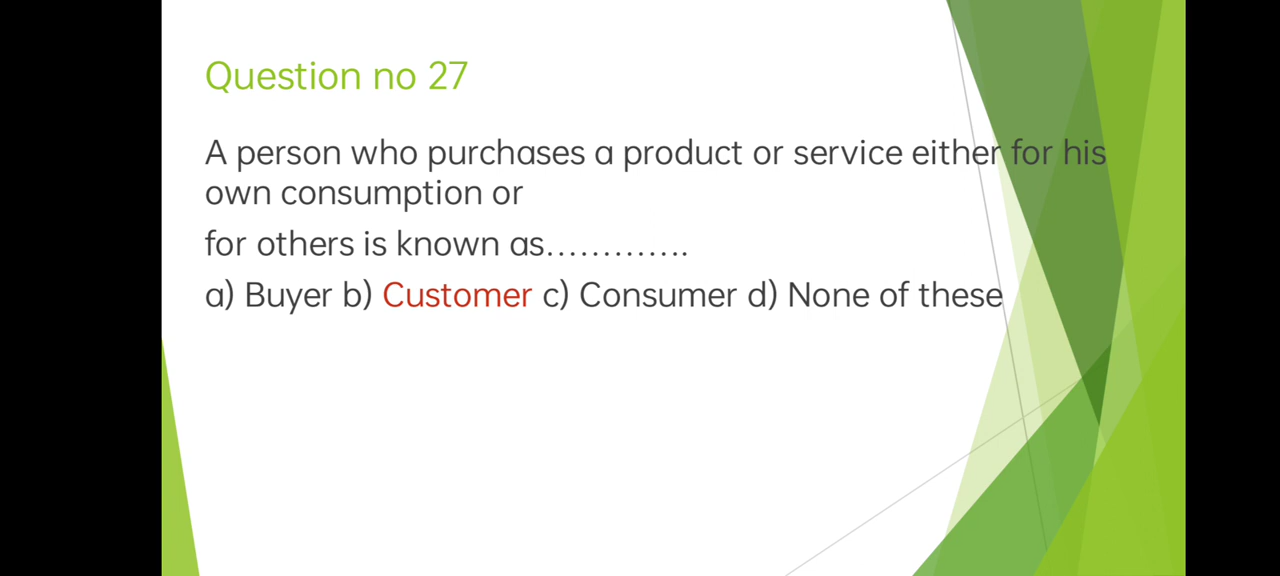 Question no 27
A person who purchases a product or service either for his
own consumption or
for others is known as.............
a) Buyer b) Customer c) Consumer d) None of these